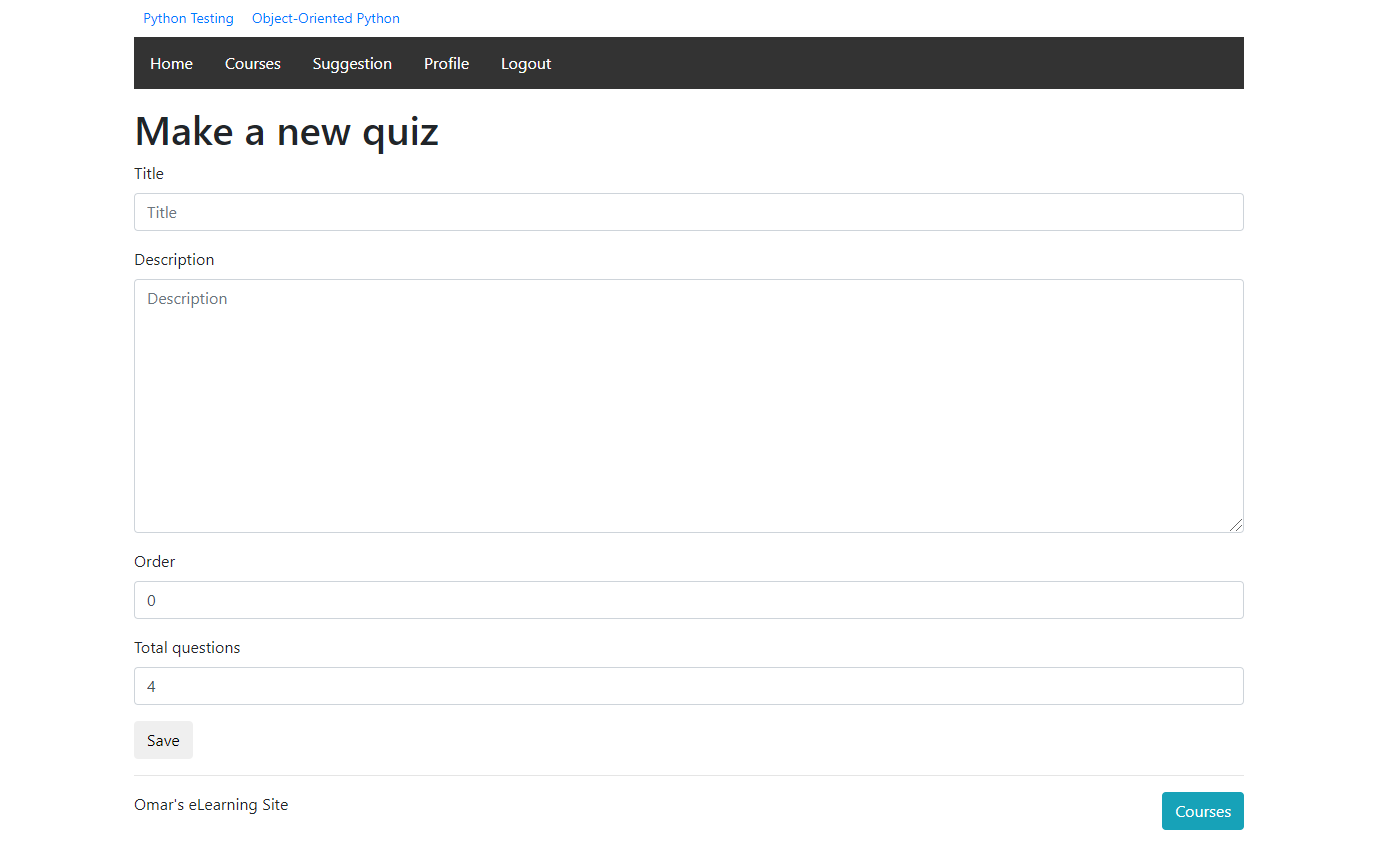 Python Testing Object-Oriented Python
Home Courses Suggestion Profile Logout
Make a new quiz
Title
Title
Description
Description
Order
0
Total questions
4
Save
Omar's eLearning Site Courses